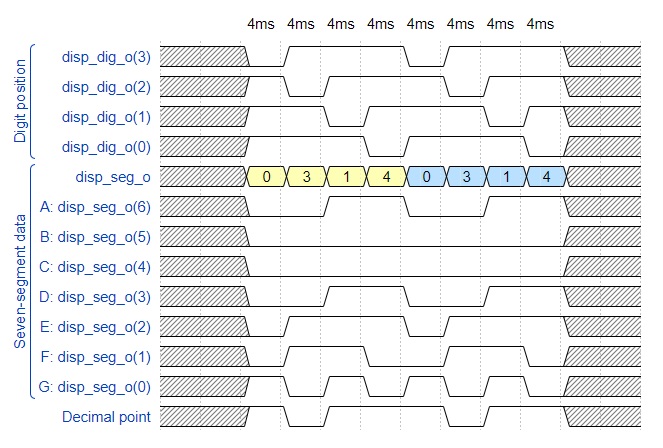 4ms 4ms 4ms 4ms 4ms 4ms 4ms 4ms
Digit position
disp_dig_o(3)
disp_dig_o(2)
disp_dig_o(1)
disp_dig_o(0)
Seven-segment data
disp_seg_o 0 3 1 4 0 3 1 4
A: disp_seg_o(6)
B: disp_seg_o(5)
C: disp_seg_o(4)
D: disp_seg_o(3)
E: disp_seg_o(2)
F: disp_seg_o(1)
G: disp_seg_o(0)
Decimal point